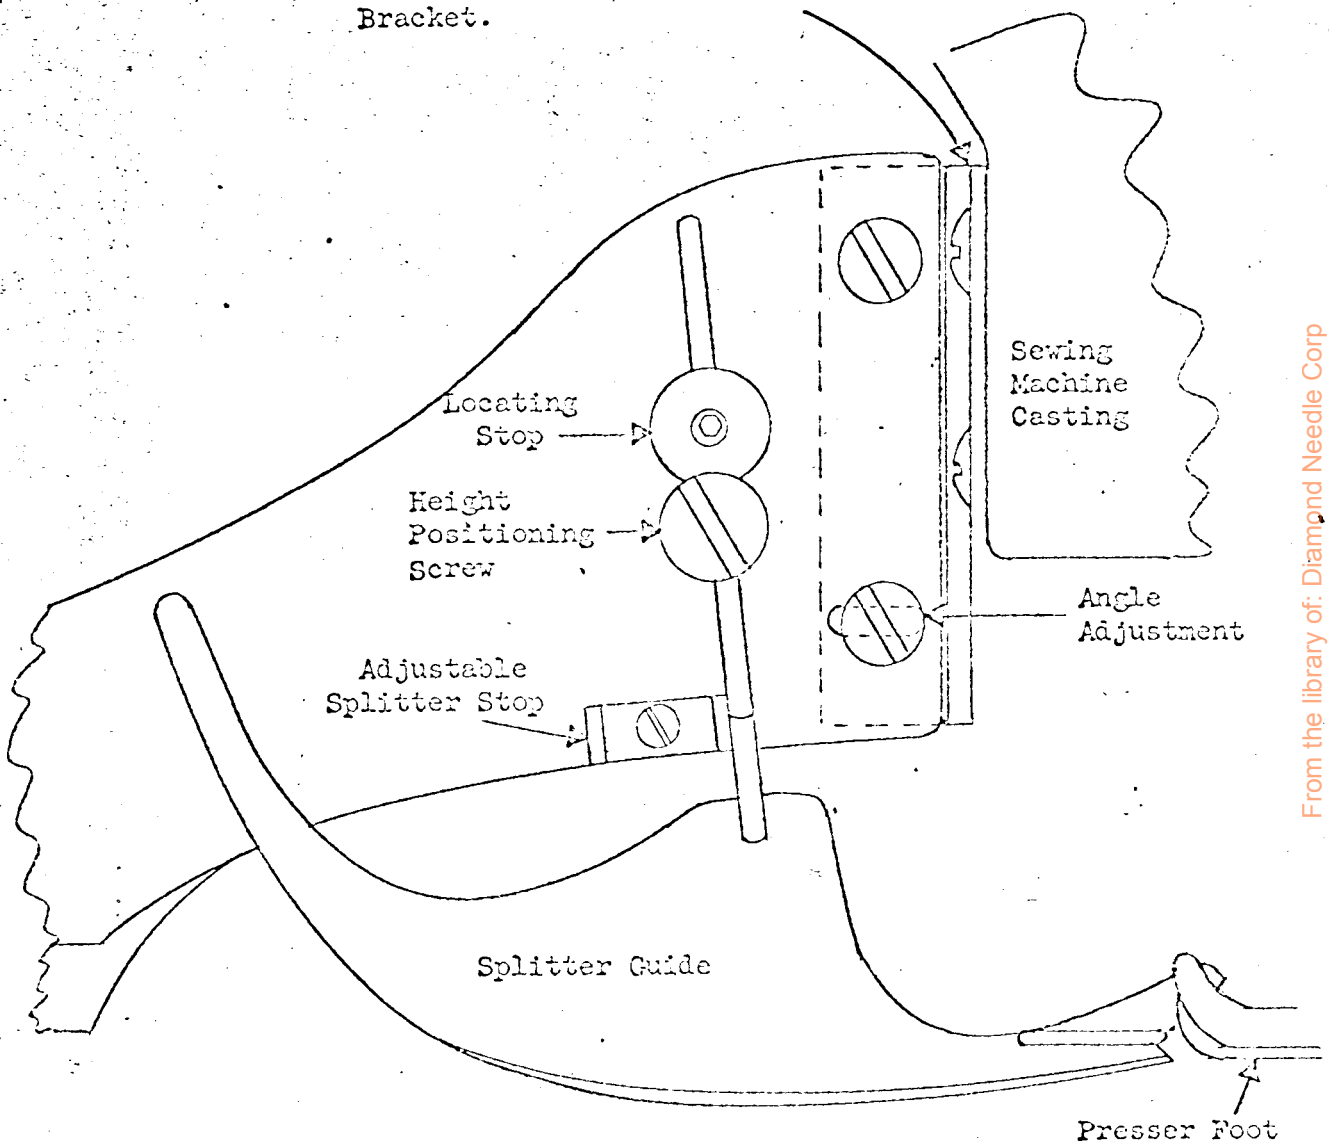 Bracket.
Sewing
Machine
Casting
Locating
Stop
Height
Positioning
Screw
Angle
Adjustment
Adjustable
Splitter Stop
Splitter Guide
Presser Foot
From the library of: Diamond Needle Corp